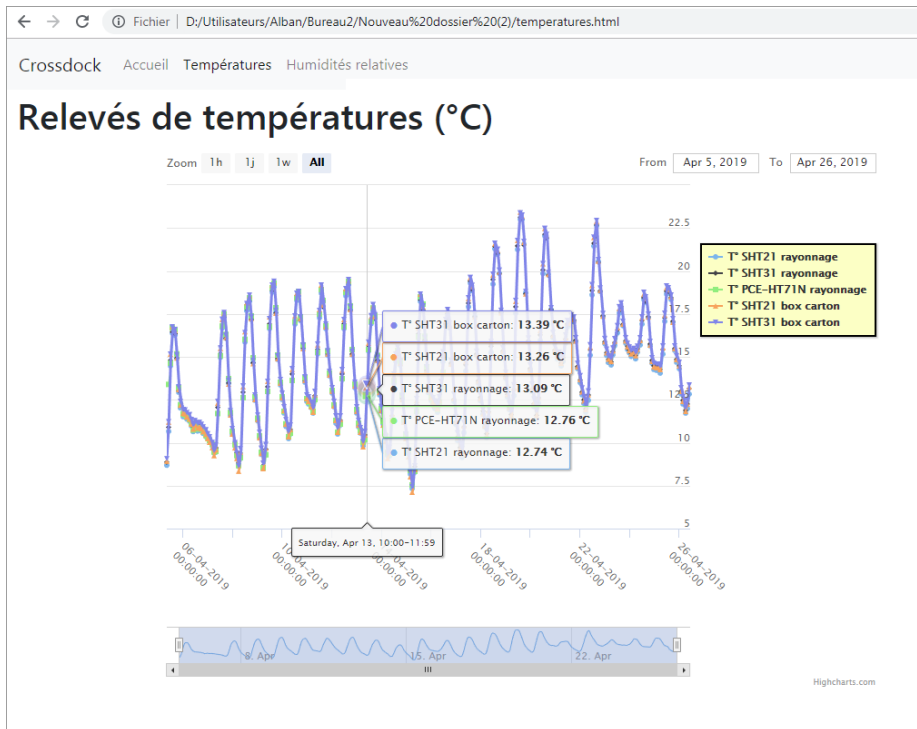 Fichier | D:/Utilisateurs/Alban/Bureau2/Nouveau%20dossier%20(2)/temperatures.html
Crossdock Accueil Températures Humidités relatives
Relevés de températures (°C)
Zoom 1h 1j 1w All From Apr 5, 2019 To Apr 26, 2019
22.5
20
17.5
15
12.5
10
7.5
5
T° SHT21 rayonnage
T° SHT31 rayonnage
T° PCE-HT71N rayonnage
T° SHT21 box carton
T° SHT31 box carton
T° SHT31 box carton: 13.39 °C
T° SHT21 box carton: 13.26 °C
T° SHT31 rayonnage: 13.09 °C
T° PCE-HT71N rayonnage: 12.76 °C
T° SHT21 rayonnage: 12.74 °C
Saturday, Apr 13, 10:00-11:59
06-04-2019
00:00:00
10-04-2019
00:00:00
18-04-2019
00:00:00
22-04-2019
00:00:00
26-04-2019
00:00:00
8. Apr 15. Apr 22. Apr
Highcharts.com